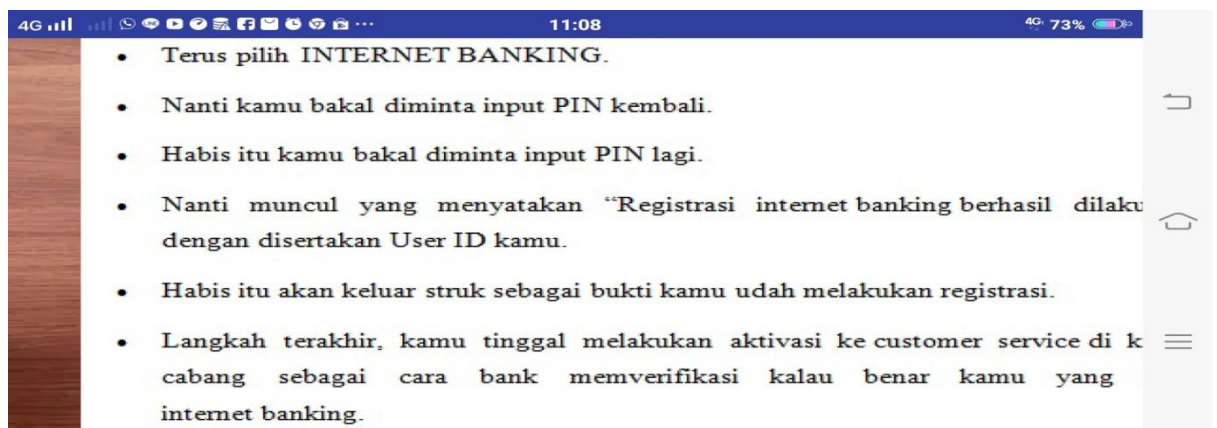 4G 11:08 4G 73%
• Terus pilih INTERNET BANKING.
• Nanti kamu bakal diminta input PIN kembali.
• Habis itu kamu bakal diminta input PIN lagi.
• Nanti muncul yang menyatakan “Registrasi internet banking berhasil dilaku
dengan disertakan User ID kamu.
• Habis itu akan keluar struk sebagai bukti kamu udah melakukan registrasi.
• Langkah terakhir, kamu tinggal melakukan aktivasi ke customer service di k
cabang sebagai cara bank memverifikasi kalau benar kamu yang
internet banking.